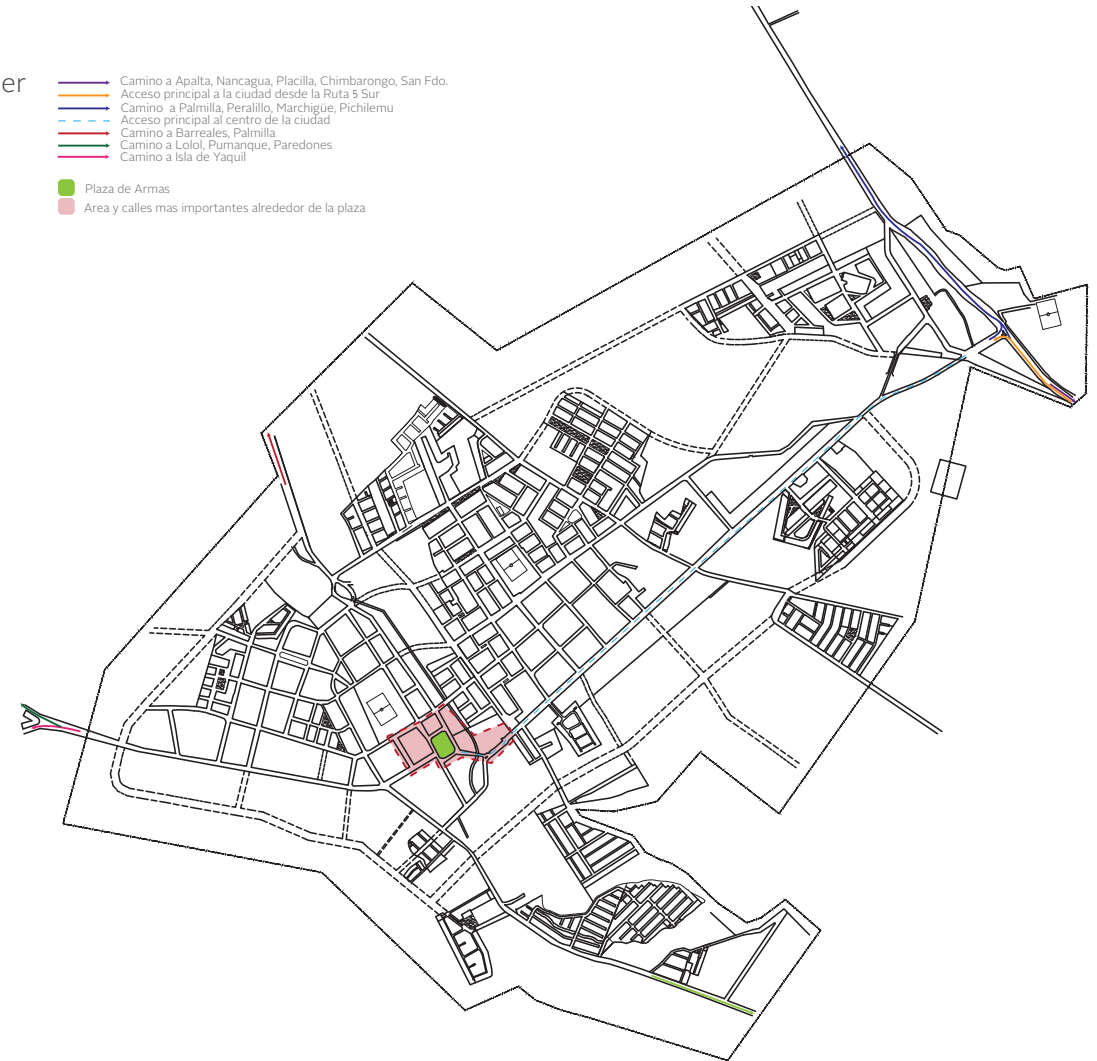 er
Camino a Apalta, Nancagua, Placilla, Chimbarongo, San Fdo.
Acceso principal a la ciudad desde la Ruta 5 Sur
Camino a Palmilla, Peralillo, Marchigüe, Pichilemu
Acceso principal al centro de la ciudad
Camino a Barreales, Palmilla
Camino a Lolol, Pumanque, Paredones
Camino a Isla de Yaquil
Plaza de Armas
Area y calles mas importantes alrededor de la plaza